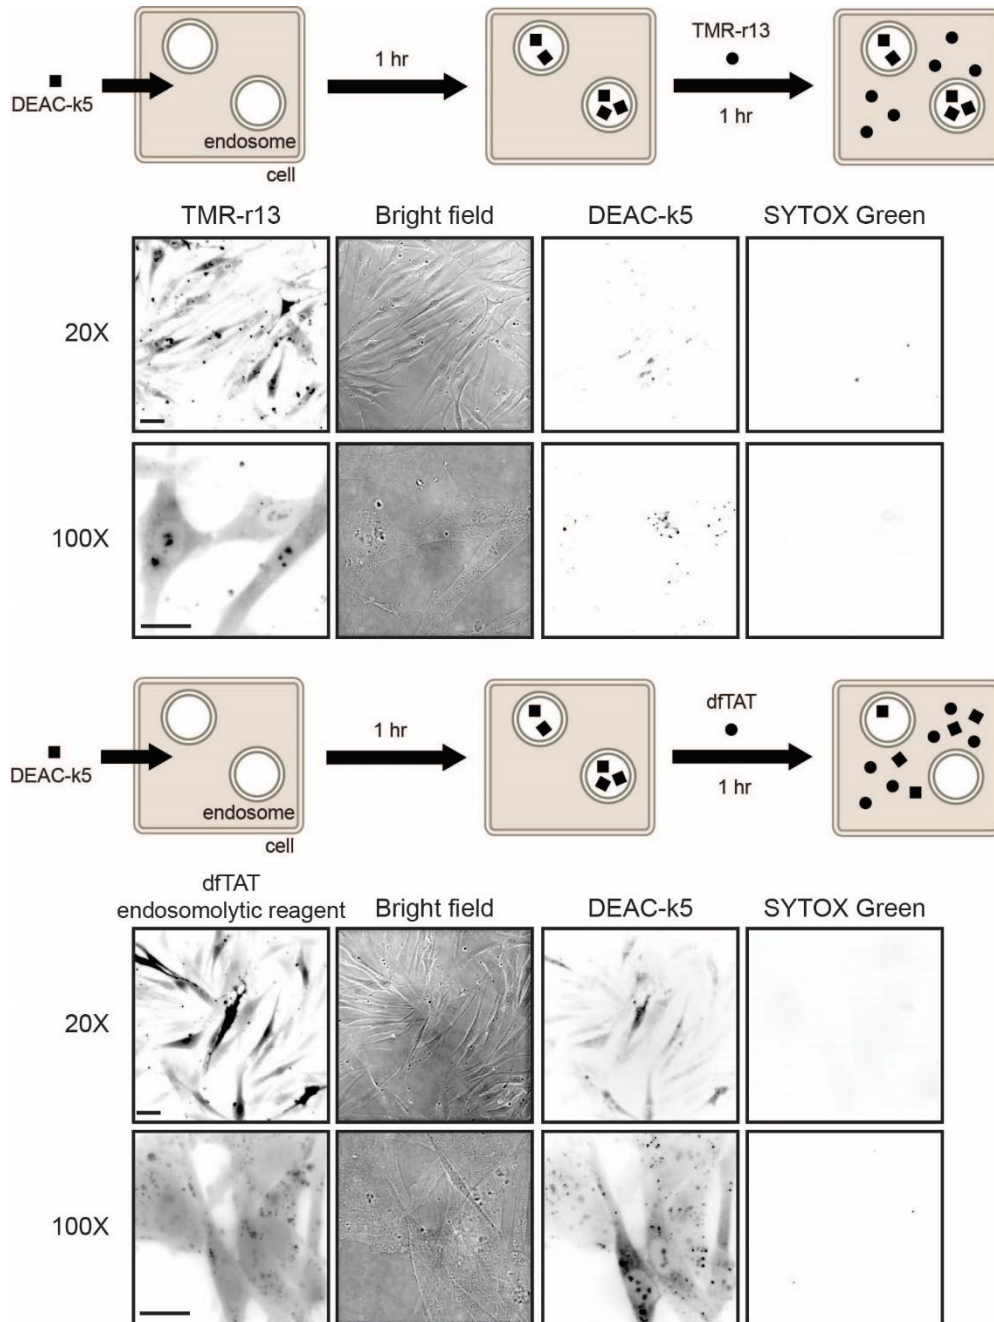 TMR-r13
1 hr
DEAC-k5
1 hr
endosome
cell
TMR-r13 Bright field DEAC-k5 SYTOX Green
20X
100X
dfTAT
1 hr
DEAC-k5
1 hr
endosome
cell
dfTAT
endosomolytic reagent Bright field DEAC-k5 SYTOX Green
20X
100X